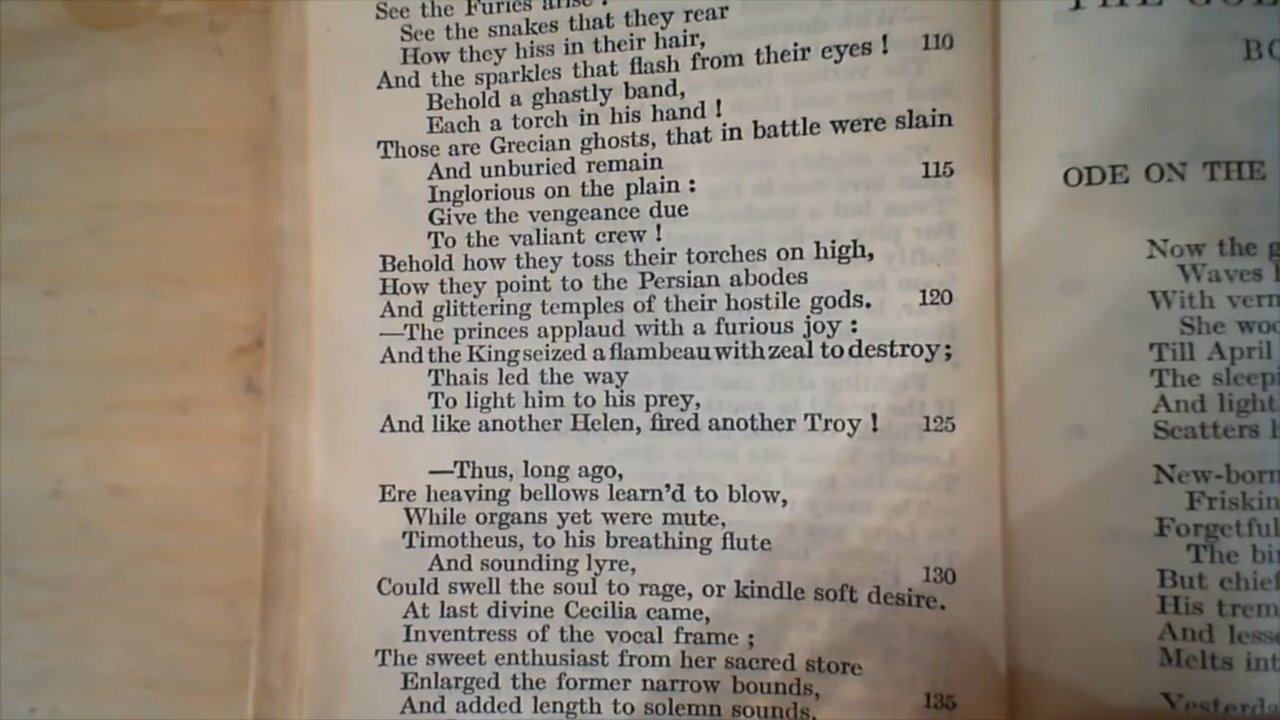 See the Furies arise!
See the snakes that they rear
How they hiss in their hair,
And the sparkles that flash from their eyes! 110
Behold a ghastly band,
Each a torch in his hand!
Those are Grecian ghosts, that in battle were slain
And unburied remain
Inglorious on the plain: 115
Give the vengeance due
To the valiant crew!
Behold how they toss their torches on high,
How they point to the Persian abodes
And glittering temples of their hostile gods. 120
—The princes applaud with a furious joy:
And the King seized a flambeau with zeal to destroy;
Thais led the way
To light him to his prey,
And like another Helen, fired another Troy! 125
—Thus, long ago,
Ere heaving bellows learn'd to blow,
While organs yet were mute,
Timotheus, to his breathing flute
And sounding lyre,
Could swell the soul to rage, or kindle soft desire. 130
At last divine Cecilia came,
Inventress of the vocal frame;
The sweet enthusiast from her sacred store
Enlarged the former narrow bounds,
And added length to solemn sounds, 135
THE
ODE ON THE
Now the
Waves
With
She
Till April
The
And light
Scatters
New-born
Forgetful
The
But
His
And
Melts